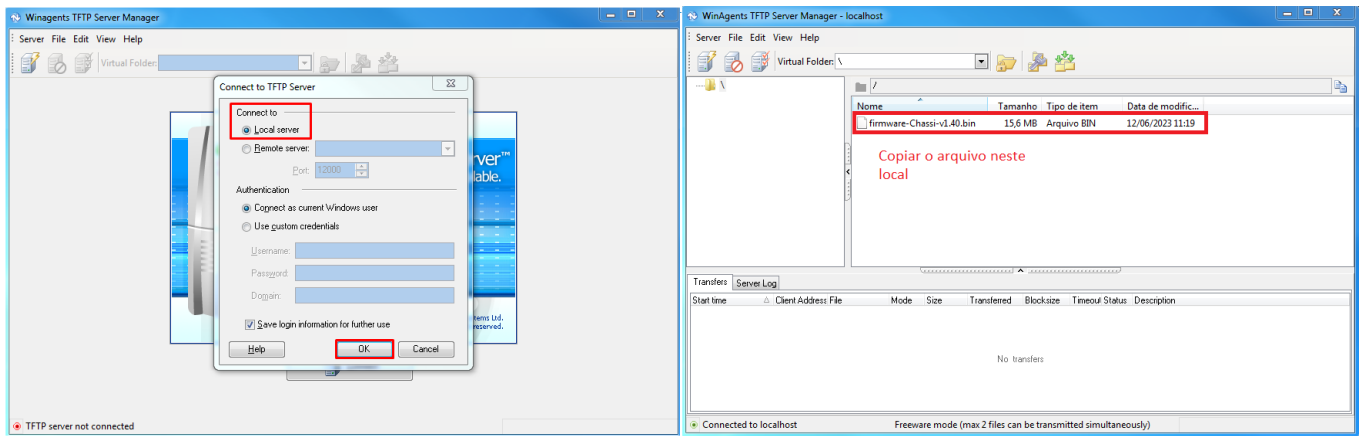 Winagents TFTP Server Manager
Server File Edit View Help
Virtual Folder:
Connect to TFTP Server
Connect to
Local server
Remote server:
Port: 12000
Authentication
Connect as current Windows user
Use custom credentials
Username:
Password:
Domain:
Save login information for further use
Help OK Cancel
ver™
lable.
tems Ltd.
reserved.
TFTP server not connected
WinAgents TFTP Server Manager - localhost
Server File Edit View Help
Virtual Folder: \
\
/
Nome Tamanho Tipo de item Data de modific...
firmware-Chassi-v1.40.bin 15,6 MB Arquivo BIN 12/06/2023 11:19
Copiar o arquivo neste
local
Transfers Server Log
Start time Client Address File Mode Size Transferred Blocksize Timeout Status Description
No transfers
Connected to localhost Freeware mode (max 2 files can be transmitted simultaneously)